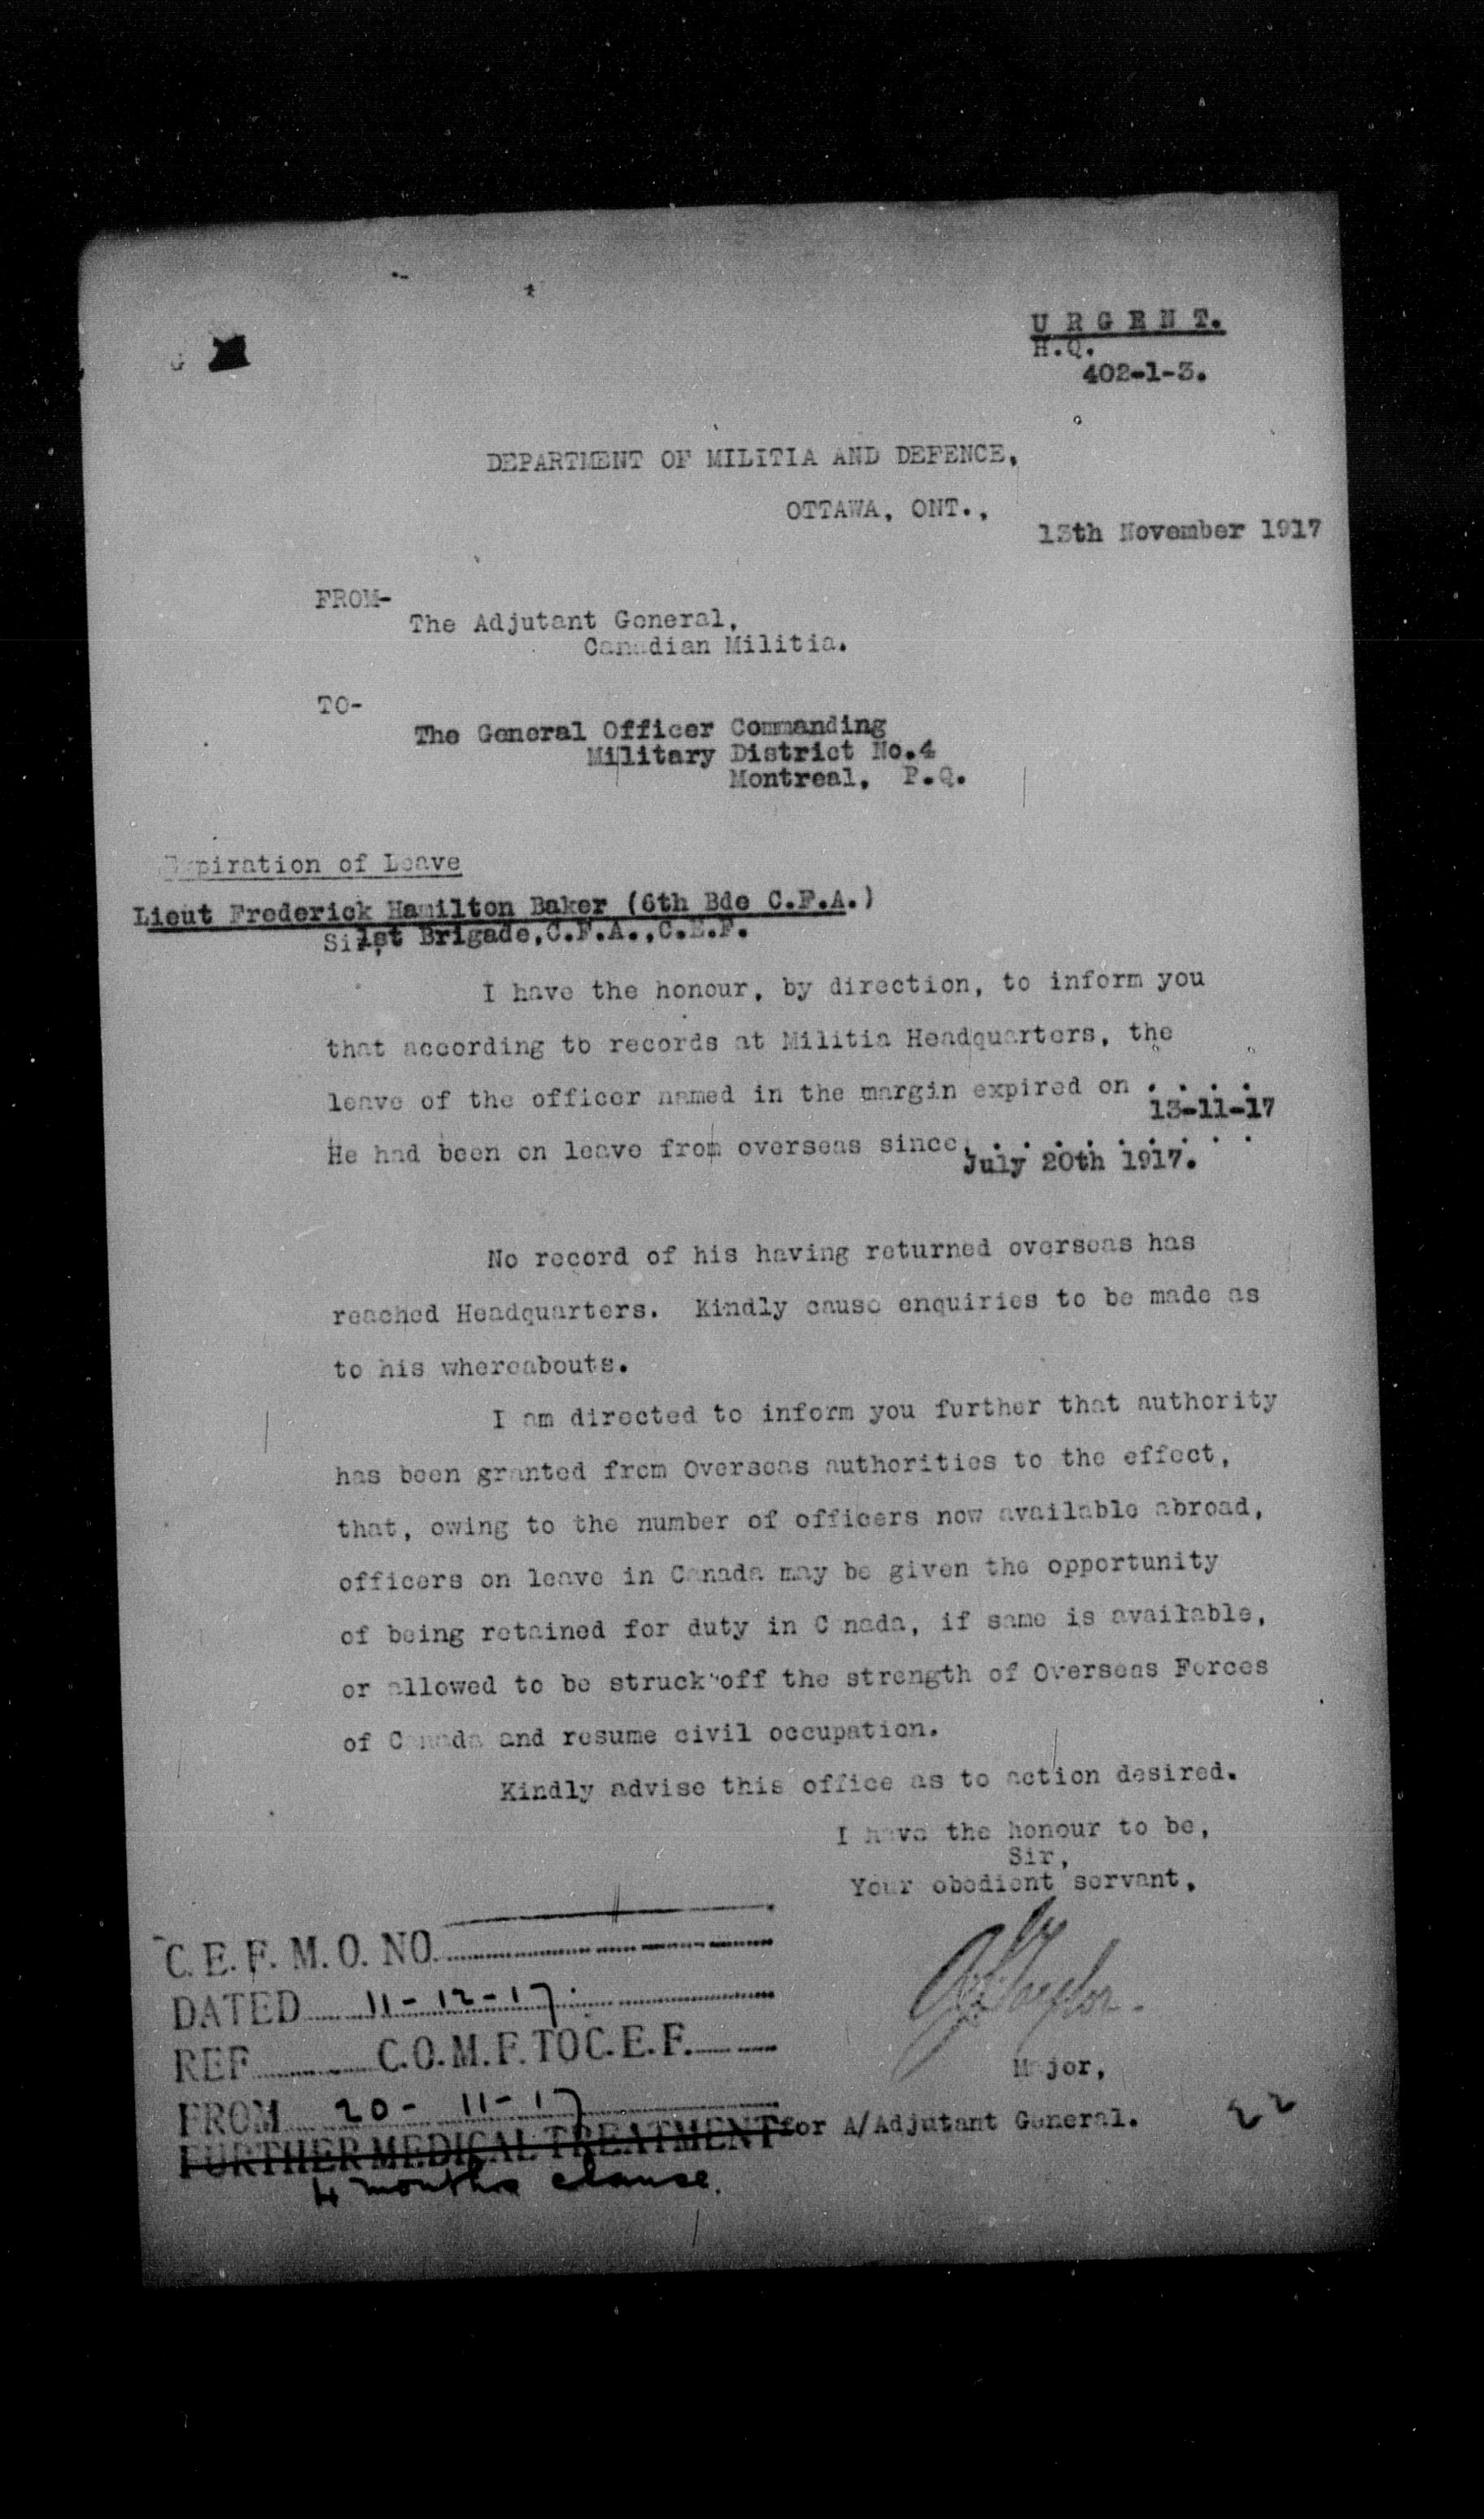 U R G E N T.
H.Q.
402-1-3.
DEPARTMENT OF MILITIA AND DEFENCE,
OTTAWA, ONT.,
13th November 1917
FROM-
The Adjutant General,
Canadian Militia.
TO-
The General Officer Commanding
Military District No.4
Montreal, P.Q.
Expiration of Leave
Lieut Frederick Hamilton Baker (6th Bde C.F.A.)
1st Brigade,C.F.A.,C.E.F.
I have the honour, by direction, to inform you
that according to records at Militia Headquarters, the
leave of the officer named in the margin expired on . . . .
13-11-17
He had been on leave from overseas since. . . . . . . . . .
July 20th 1917.
No record of his having returned overseas has
reached Headquarters. Kindly cause enquiries to be made as
to his whereabouts.
I am directed to inform you further that authority
has been granted from Overseas authorities to the effect,
that, owing to the number of officers now available abroad,
officers on leave in Canada may be given the opportunity
of being retained for duty in Canada, if same is available,
or allowed to be struck off the strength of Overseas Forces
of Canada and resume civil occupation.
Kindly advise this office as to action desired.
I have the honour to be,
Sir,
Your obedient servant,
C. E. F. M. O. NO.
DATED 11-12-17.
REF C.O.M.F. TO C.E.F.
Major,
FROM 20-11-17
FURTHER MEDICAL TREATMENT
for A/Adjutant General.
22
4 months clause.